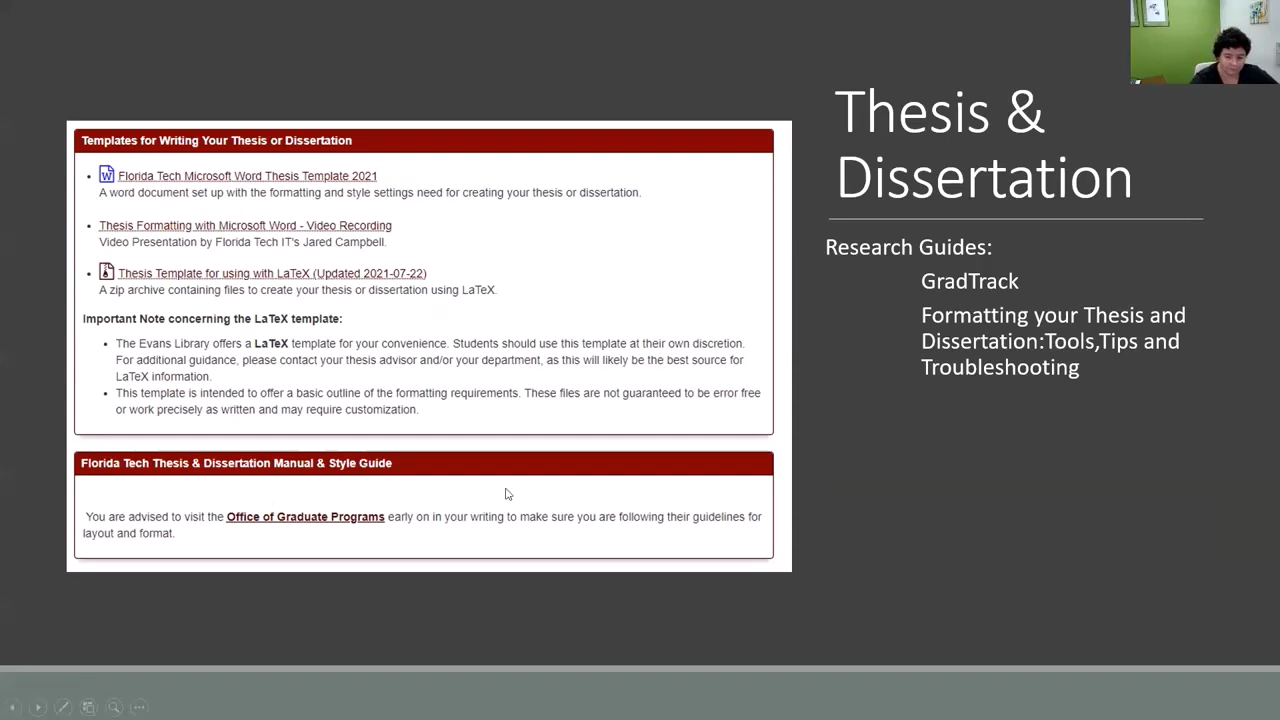 Thesis &
Dissertation
Research Guides:
GradTrack
Formatting your Thesis and
Dissertation:Tools,Tips and
Troubleshooting
Templates for Writing Your Thesis or Dissertation
Florida Tech Microsoft Word Thesis Template 2021
A word document set up with the formatting and style settings need for creating your thesis or dissertation.
Thesis Formatting with Microsoft Word - Video Recording
Video Presentation by Florida Tech IT's Jared Campbell.
Thesis Template for using with LaTeX (Updated 2021-07-22)
A zip archive containing files to create your thesis or dissertation using LaTeX.
Important Note concerning the LaTeX template:
The Evans Library offers a LaTeX template for your convenience. Students should use this template at their own discretion.
For additional guidance, please contact your thesis advisor and/or your department, as this will likely be the best source for
LaTeX information.
This template is intended to offer a basic outline of the formatting requirements. These files are not guaranteed to be error free
or work precisely as written and may require customization.
Florida Tech Thesis & Dissertation Manual & Style Guide
You are advised to visit the Office of Graduate Programs early on in your writing to make sure you are following their guidelines for
layout and format.